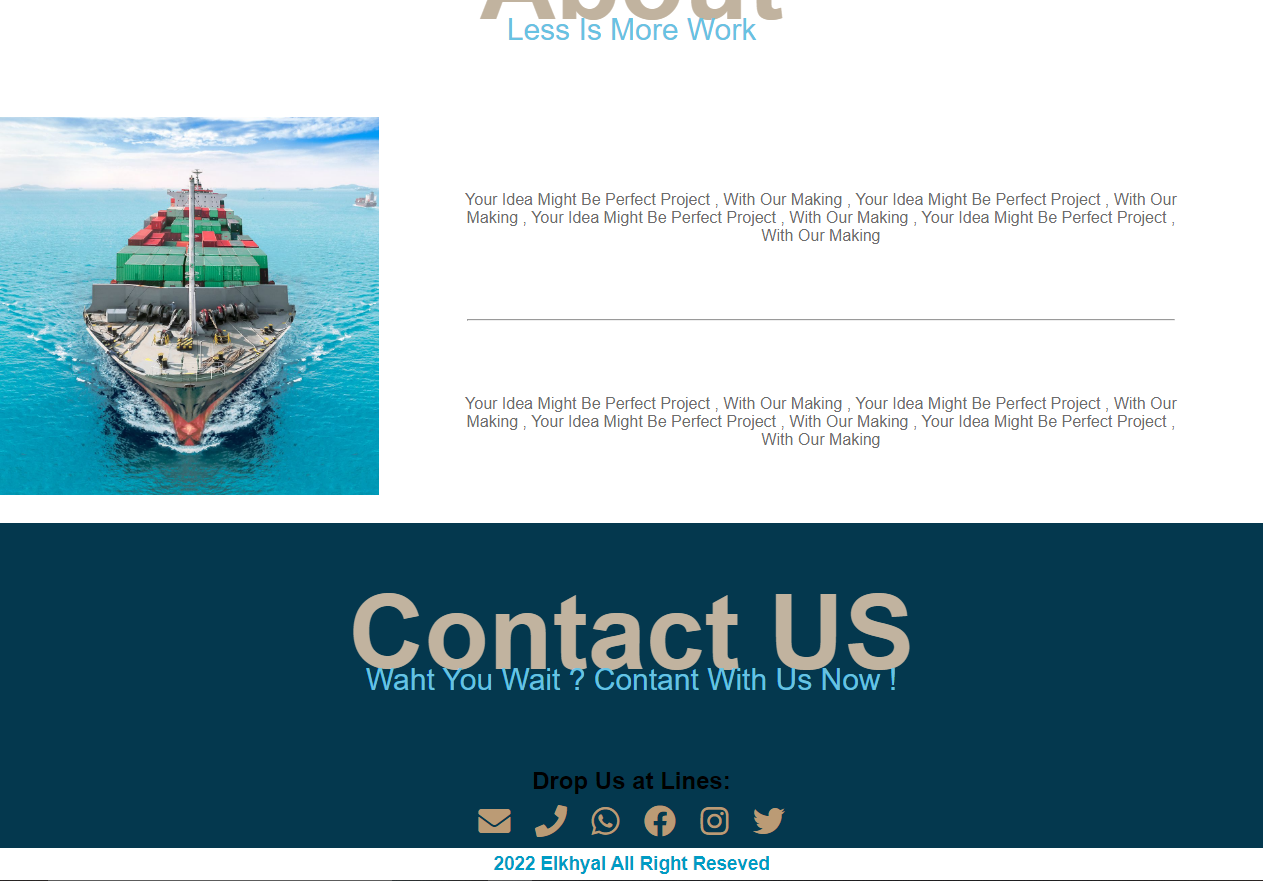 About
Less Is More Work
Your Idea Might Be Perfect Project , With Our Making , Your Idea Might Be Perfect Project , With Our
Making , Your Idea Might Be Perfect Project , With Our Making , Your Idea Might Be Perfect Project ,
With Our Making
Your Idea Might Be Perfect Project , With Our Making , Your Idea Might Be Perfect Project , With Our
Making , Your Idea Might Be Perfect Project , With Our Making , Your Idea Might Be Perfect Project ,
With Our Making
Contact US
Waht You Wait ? Contant With Us Now !
Drop Us at Lines:
2022 Elkhyal All Right Reseved